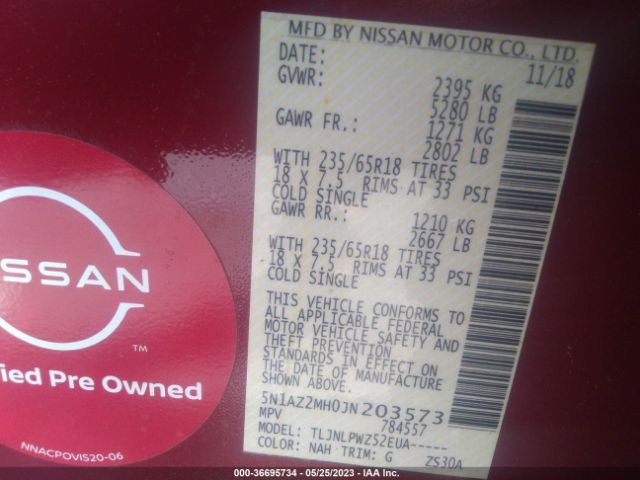 MFD BY NISSAN MOTOR CO., LTD.
DATE: 11/18
GVWR: 2395 KG
5280 LB
GAWR FR.: 1271 KG
2802 LB
WITH 235/65R18 TIRES
18 X 7.5 RIMS AT 33 PSI
COLD SINGLE
GAWR RR.: 1210 KG
2667 LB
WITH 235/65R18 TIRES
18 X 7.5 RIMS AT 33 PSI
COLD SINGLE
THIS VEHICLE CONFORMS TO
ALL APPLICABLE FEDERAL
MOTOR VEHICLE SAFETY AND
THEFT PREVENTION
STANDARDS IN EFFECT ON
THE DATE OF MANUFACTURE
SHOWN ABOVE.
5N1AZ2MH0JN203573
MPV 784557
MODEL: TLJNLPWZ52EUA-----
COLOR: NAH TRIM: G ZS30A
ISSAN
TM
ied Pre Owned
NNACPOVIS20-06
000-36695734 - 05/25/2023 - IAA Inc.